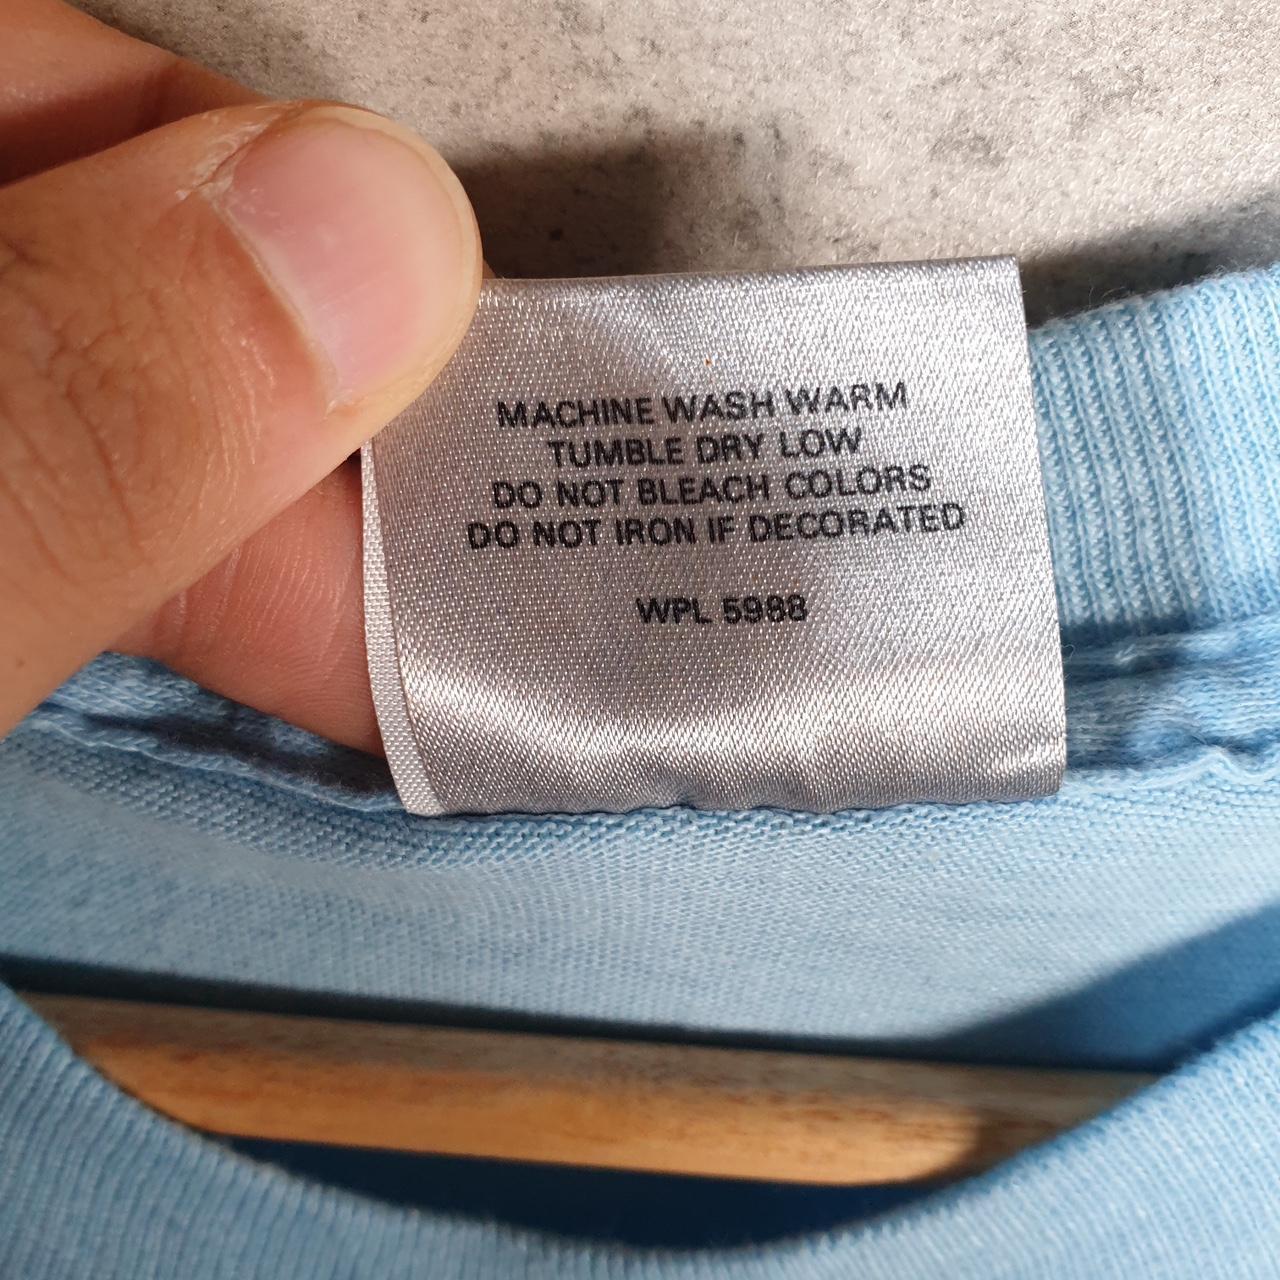 MACHINE WASH WARM
TUMBLE DRY LOW
DO NOT BLEACH COLORS
DO NOT IRON IF DECORATED
WPL 5988